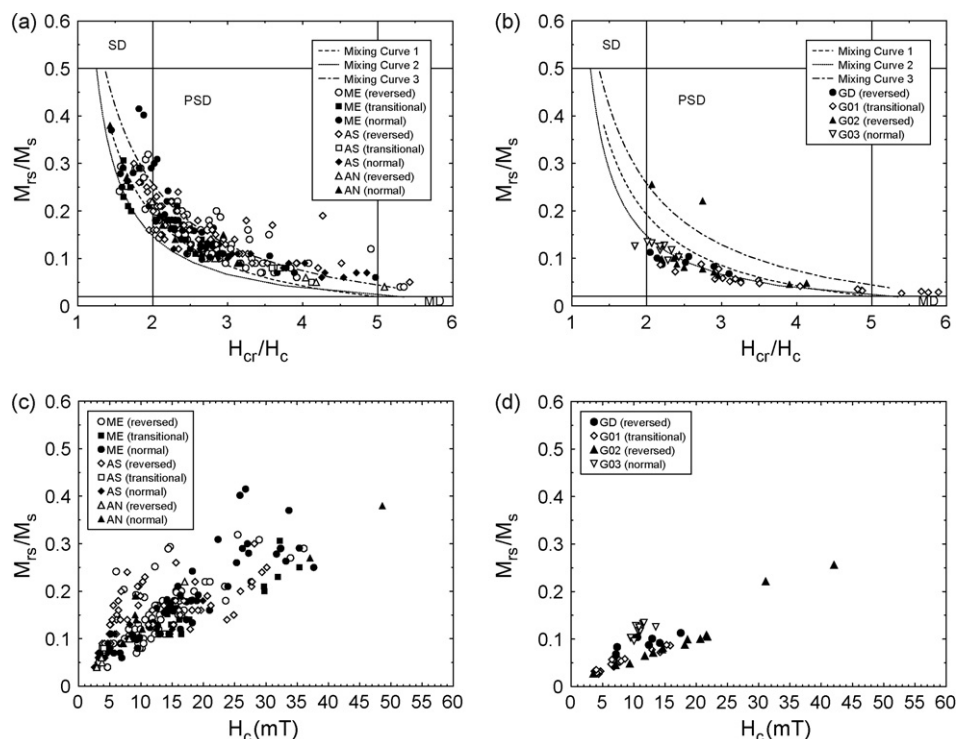 (a)
0.6
0.5
0.4
0.3
0.2
0.1
0
Mrs/Ms
SD
PSD
MD
Mixing Curve 1
Mixing Curve 2
Mixing Curve 3
ME (reversed)
ME (transitional)
ME (normal)
AS (reversed)
AS (transitional)
AS (normal)
AN (reversed)
AN (normal)
1 2 3 4 5 6
Hcr/Hc
(b)
0.6
0.5
0.4
0.3
0.2
0.1
0
Mrs/Ms
SD
PSD
MD
Mixing Curve 1
Mixing Curve 2
Mixing Curve 3
GD (reversed)
G01 (transitional)
G02 (reversed)
G03 (normal)
1 2 3 4 5 6
Hcr/Hc
(c)
0.6
0.5
0.4
0.3
0.2
0.1
0
Mrs/Ms
ME (reversed)
ME (transitional)
ME (normal)
AS (reversed)
AS (transitional)
AS (normal)
AN (reversed)
AN (normal)
0 5 10 15 20 25 30 35 40 45 50 55 60
Hc(mT)
(d)
0.6
0.5
0.4
0.3
0.2
0.1
0
Mrs/Ms
GD (reversed)
G01 (transitional)
G02 (reversed)
G03 (normal)
0 5 10 15 20 25 30 35 40 45 50 55 60
Hc(mT)